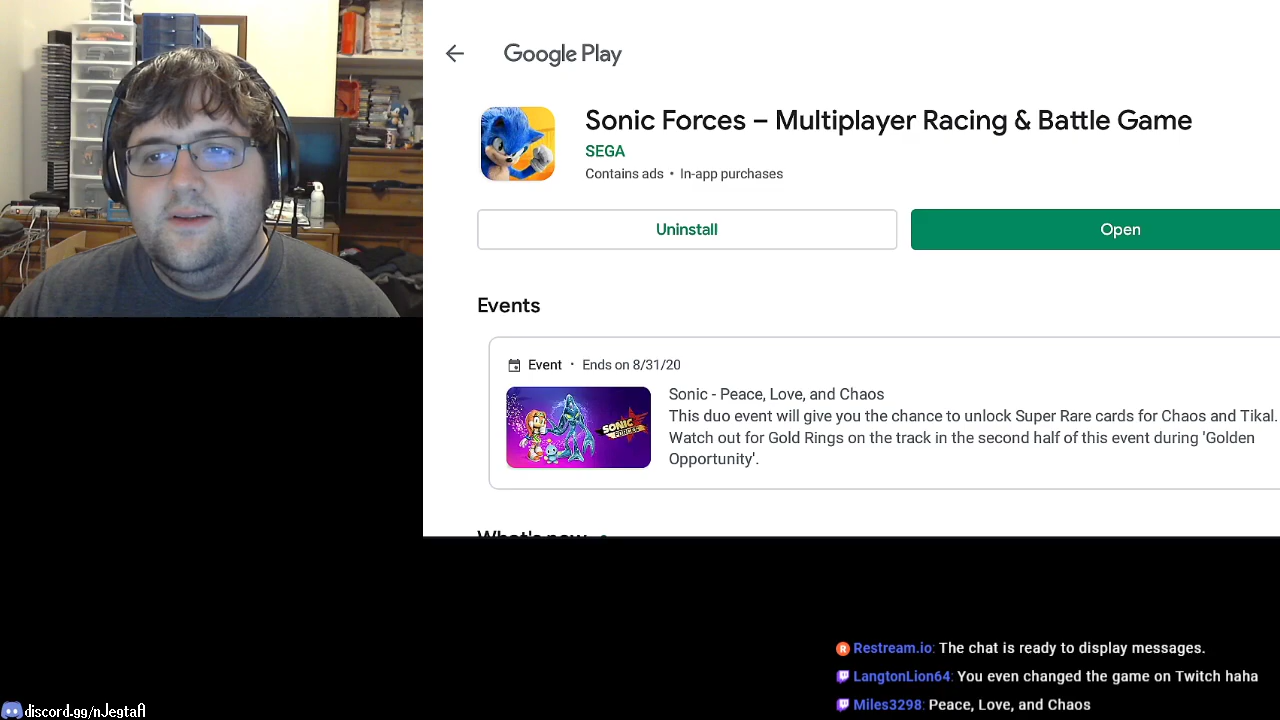 Google Play
Sonic Forces – Multiplayer Racing & Battle Game
SEGA
Contains ads • In-app purchases
Uninstall
Open
Events
Event • Ends on 8/31/20
Sonic - Peace, Love, and Chaos
This duo event will give you the chance to unlock Super Rare cards for Chaos and Tikal.
Watch out for Gold Rings on the track in the second half of this event during 'Golden
Opportunity'.
SONIC
FORCES
What's new
Restream.io: The chat is ready to display messages.
LangtonLion64: You even changed the game on Twitch haha
Miles3298: Peace, Love, and Chaos